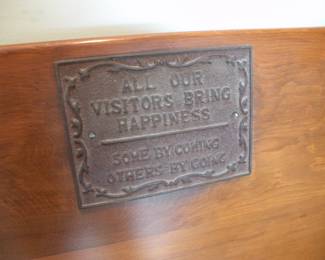 ALL OUR
VISITORS BRING
HAPPINESS
SOME BY COMING
OTHERS BY GOING